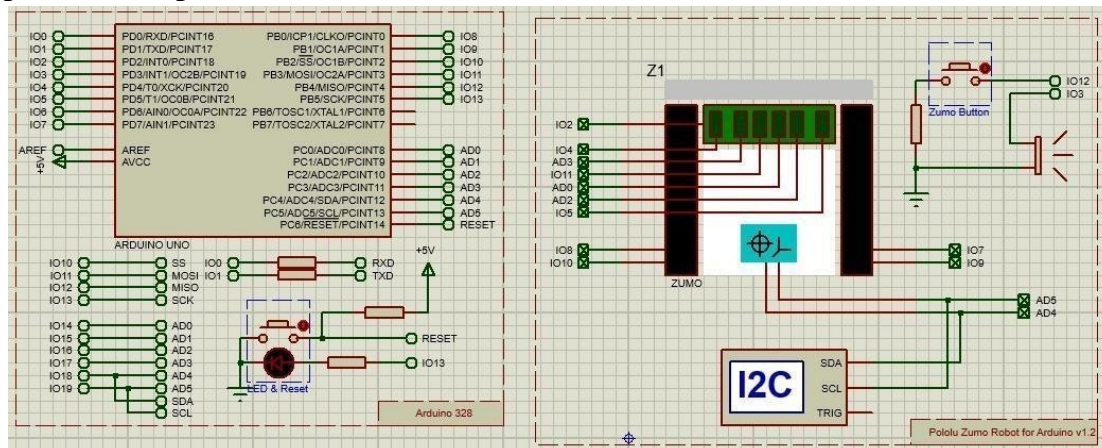 IO0 PD0/RXD/PCINT16 PB0/ICP1/CLKO/PCINT0 IO8
IO1 PD1/TXD/PCINT17 PB1/OC1A/PCINT1 IO9
IO2 PD2/INT0/PCINT18 PB2/SS/OC1B/PCINT2 IO10
IO3 PD3/INT1/OC2B/PCINT19 PB3/MOSI/OC2A/PCINT3 IO11
IO4 PD4/T0/XCK/PCINT20 PB4/MISO/PCINT4 IO12
IO5 PD5/T1/OC0B/PCINT21 PB5/SCK/PCINT5 IO13
IO6 PD6/AIN0/OC0A/PCINT22 PB6/TOSC1/XTAL1/PCINT6
IO7 PD7/AIN1/PCINT23 PB7/TOSC2/XTAL2/PCINT7
AREF AREF PC0/ADC0/PCINT8 AD0
+5V AVCC PC1/ADC1/PCINT9 AD1
PC2/ADC2/PCINT10 AD2
PC3/ADC3/PCINT11 AD3
PC4/ADC4/SDA/PCINT12 AD4
PC5/ADC5/SCL/PCINT13 AD5
PC6/RESET/PCINT14 RESET
ARDUINO UNO
IO10 SS IO0 RXD
IO11 MOSI IO1 TXD
IO12 MISO
IO13 SCK
+5V
IO14 AD0
IO15 AD1
IO16 AD2
IO17 AD3
IO18 AD4
IO19 AD5
SDA
SCL
RESET
IO13
LED & Reset
Arduino 328
Z1
IO2
IO4
AD3
IO11
AD0
AD2
IO5
IO8
IO10
ZUMO
IO7
IO9
IO12
IO3
Zumo Button
AD5
AD4
I2C
SDA
SCL
TRIG
Pololu Zumo Robot for Arduino v1.2